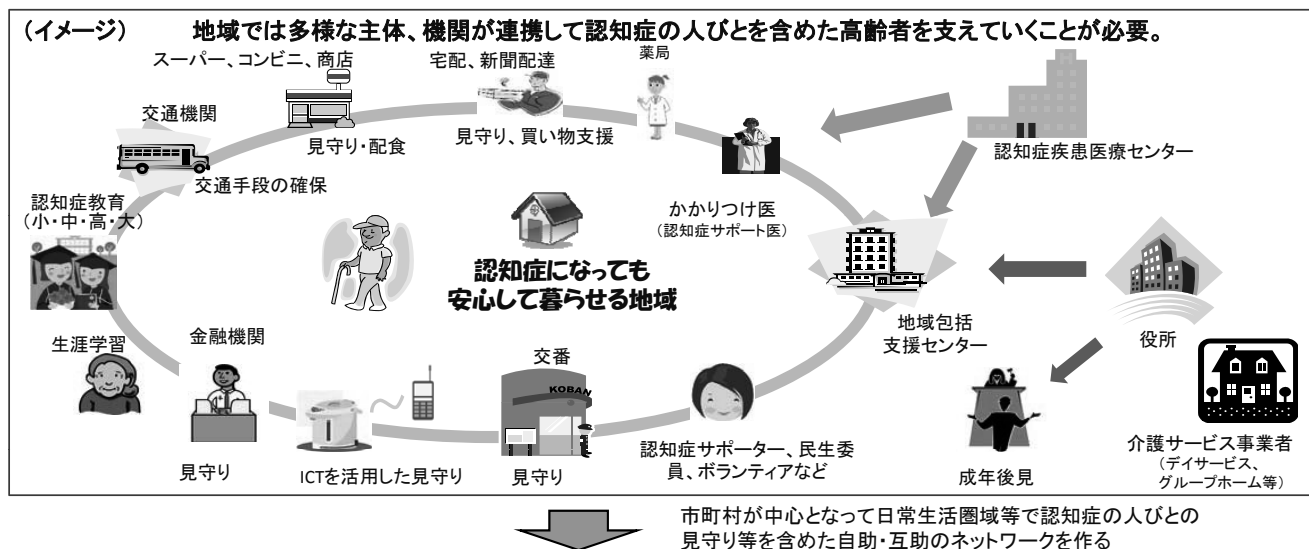 (イメージ) 地域では多様な主体、機関が連携して認知症の人びとを含めた高齢者を支えていくことが必要。
スーパー、コンビニ、商店
宅配、新聞配達
薬局
交通機関
見守り・配食
見守り、買い物支援
認知症疾患医療センター
交通手段の確保
認知症教育
(小・中・高・大)
かかりつけ医
(認知症サポート医)
認知症になっても
安心して暮らせる地域
地域包括
支援センター
役所
生涯学習
金融機関
交番
KOBAN
見守り
ICTを活用した見守り
見守り
認知症サポーター、民生委
員、ボランティアなど
成年後見
介護サービス事業者
(デイサービス、
グループホーム等)
市町村が中心となって日常生活圏域等で認知症の人びとの
見守り等を含めた自助・互助のネットワークを作る